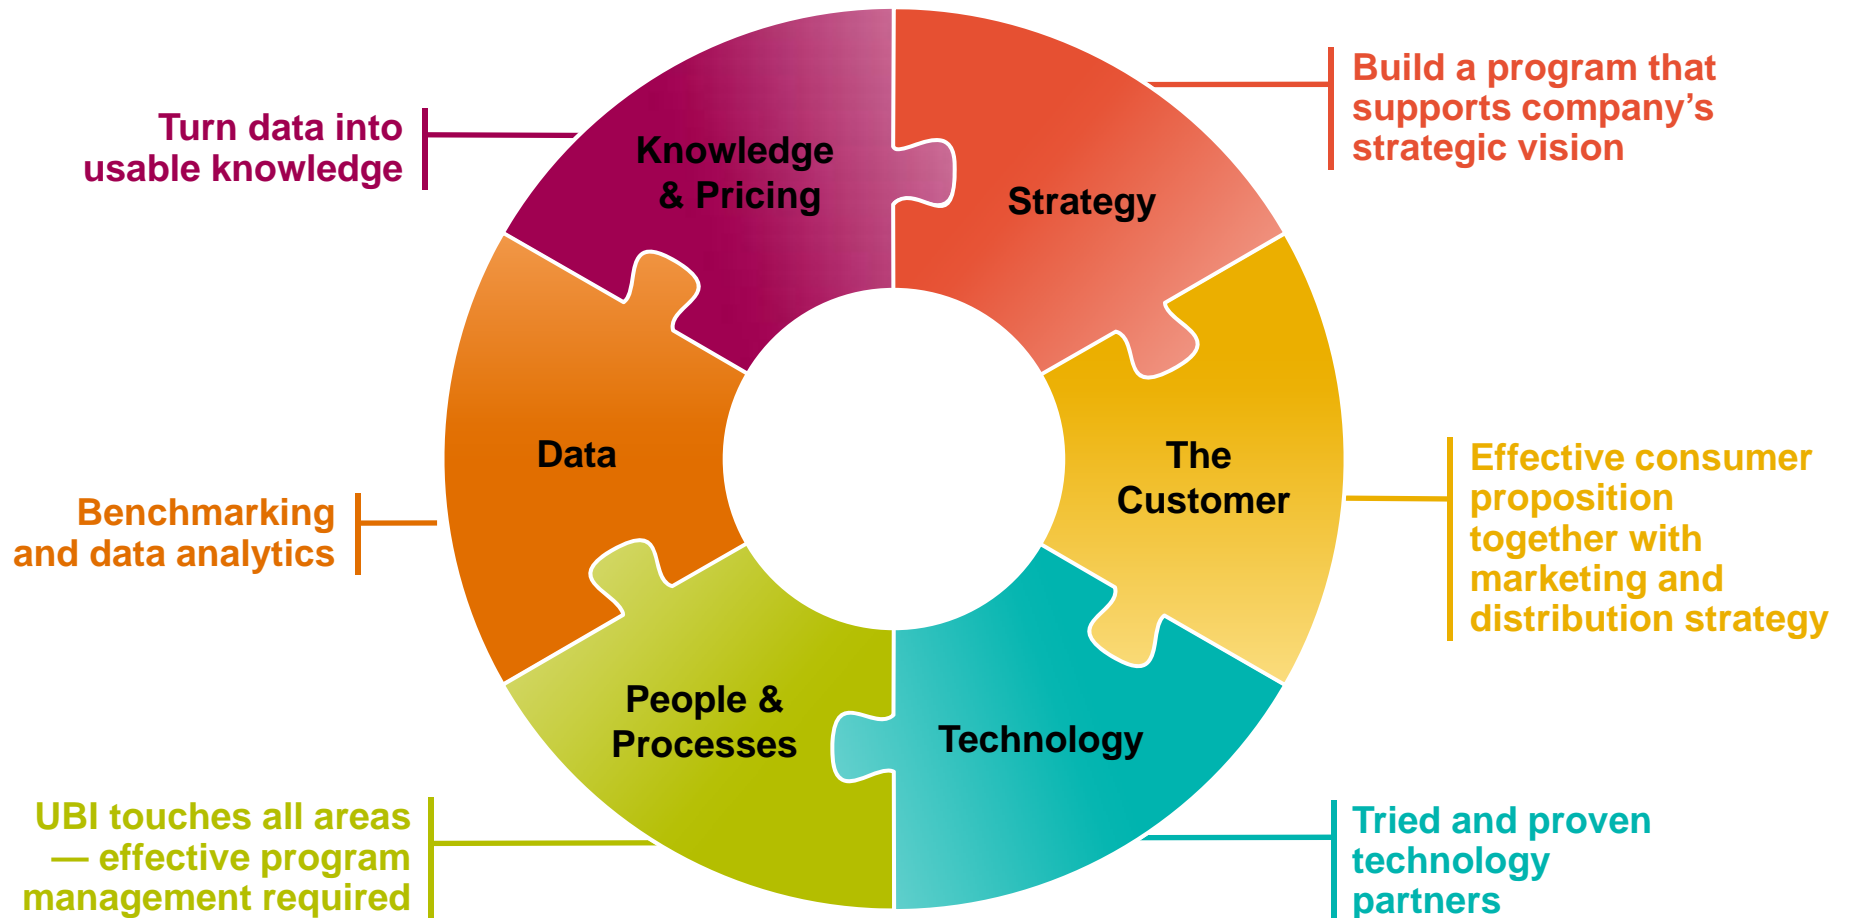 Build a program that
supports company’s
strategic vision
Turn data into
usable knowledge
Knowledge
& Pricing
Strategy
Data
The
Customer
Effective consumer
proposition
together with
marketing and
distribution strategy
Benchmarking
and data analytics
People &
Processes
Technology
UBI touches all areas
— effective program
management required
Tried and proven
technology
partners